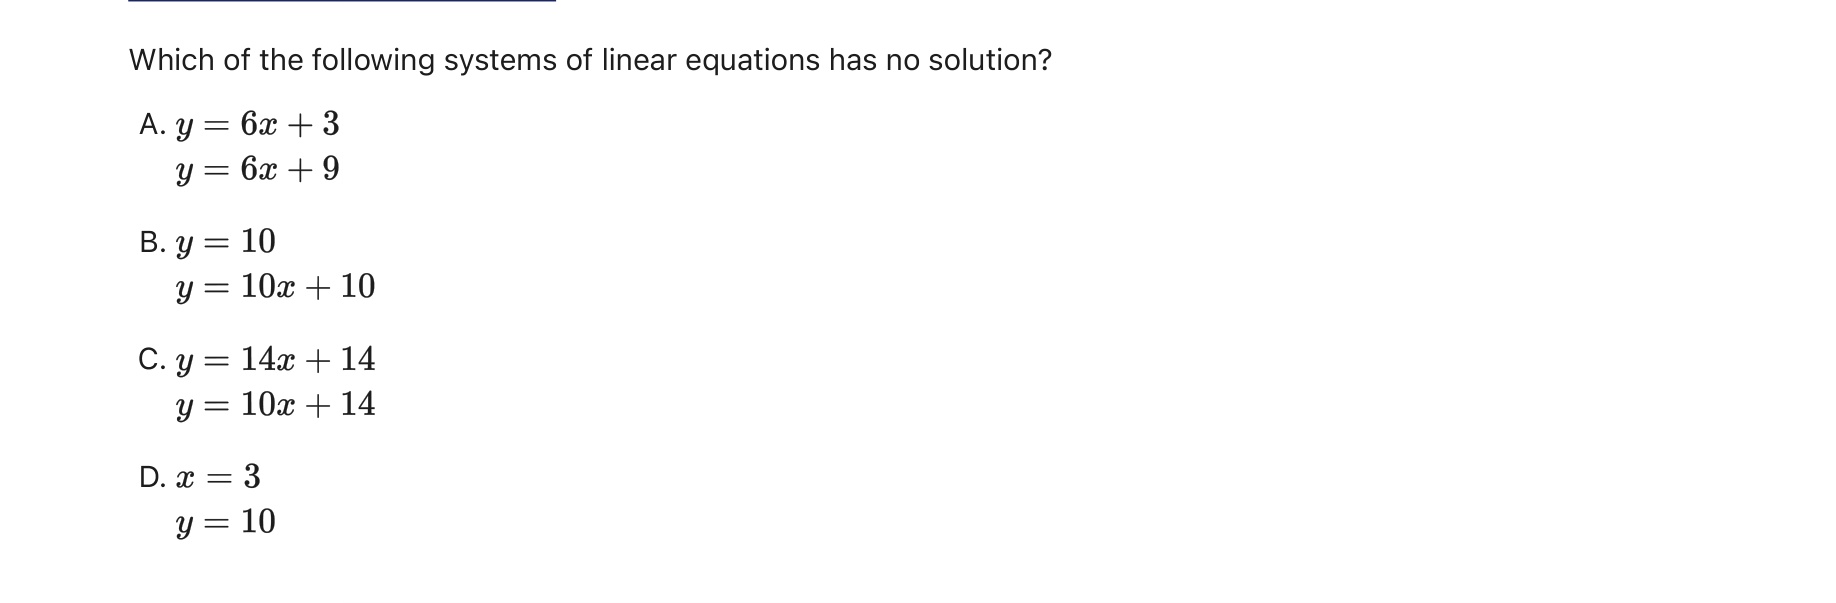 Which of the following systems of linear equations has no solution?
A. y = 6x + 3
y = 6x + 9
B. y = 10
y = 10x + 10
C. y = 14x + 14
y = 10x + 14
D. x = 3
y = 10